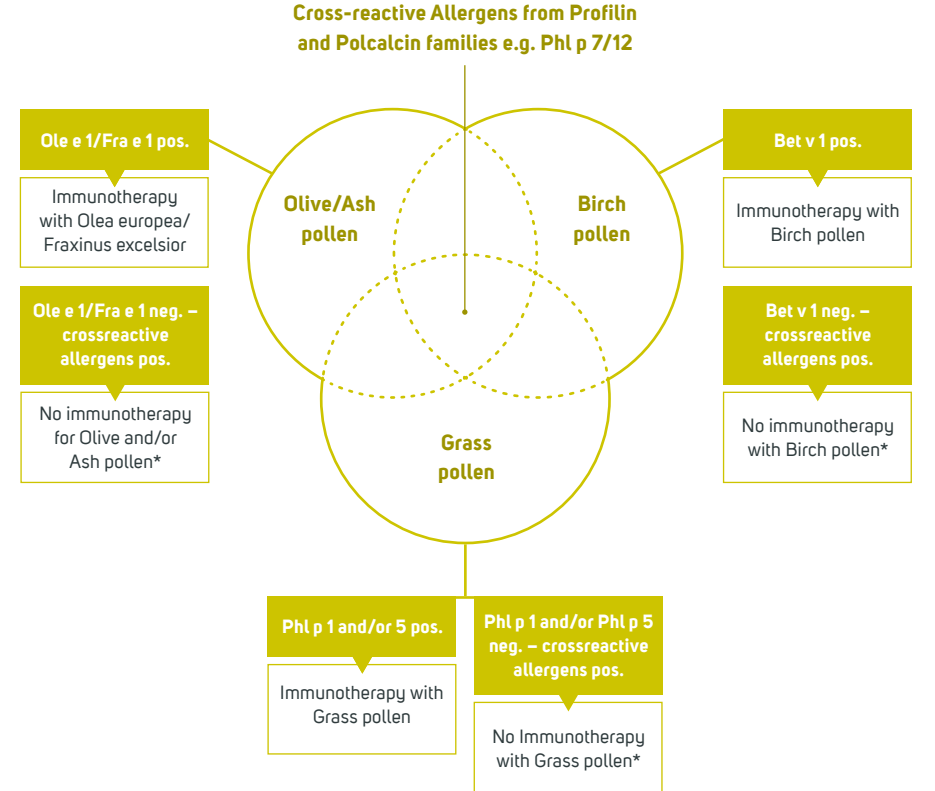 Cross-reactive Allergens from Profilin
and Polcalcin families e.g. Phl p 7/12
Ole e 1/Fra e 1 pos.
Immunotherapy
with Olea europea/
Fraxinus excelsior
Ole e 1/Fra e 1 neg. –
crossreactive
allergens pos.
No immunotherapy
for Olive and/or
Ash pollen*
Olive/Ash
pollen
Birch
pollen
Grass
pollen
Bet v 1 pos.
Immunotherapy with
Birch pollen
Bet v 1 neg. –
crossreactive
allergens pos.
No immunotherapy
with Birch pollen*
Phl p 1 and/or 5 pos.
Immunotherapy with
Grass pollen
Phl p 1 and/or Phl p 5
neg. – crossreactive
allergens pos.
No Immunotherapy
with Grass pollen*